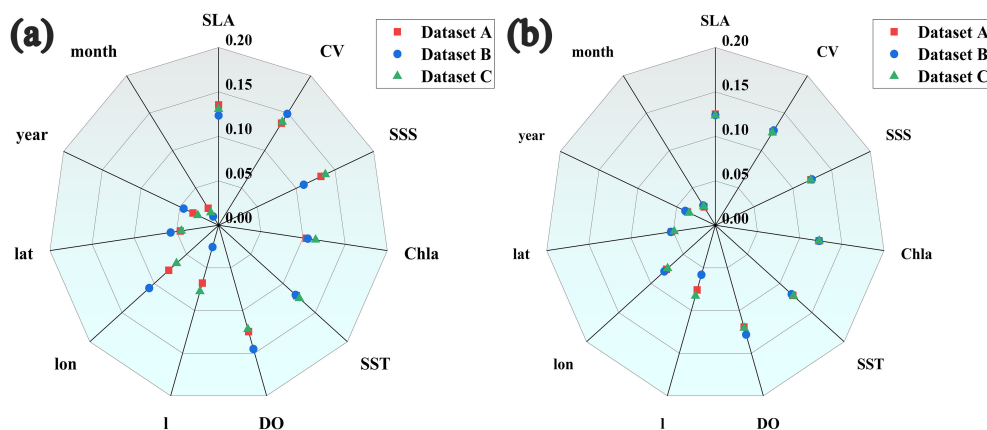 (a)
SLA
0.20
CV
0.15
SSS
0.10
0.05
0.00
Chla
SST
DO
l
lon
lat
year
month
Dataset A
Dataset B
Dataset C
(b)
SLA
0.20
CV
0.15
SSS
0.10
0.05
0.00
Chla
SST
DO
l
lon
lat
year
month
Dataset A
Dataset B
Dataset C